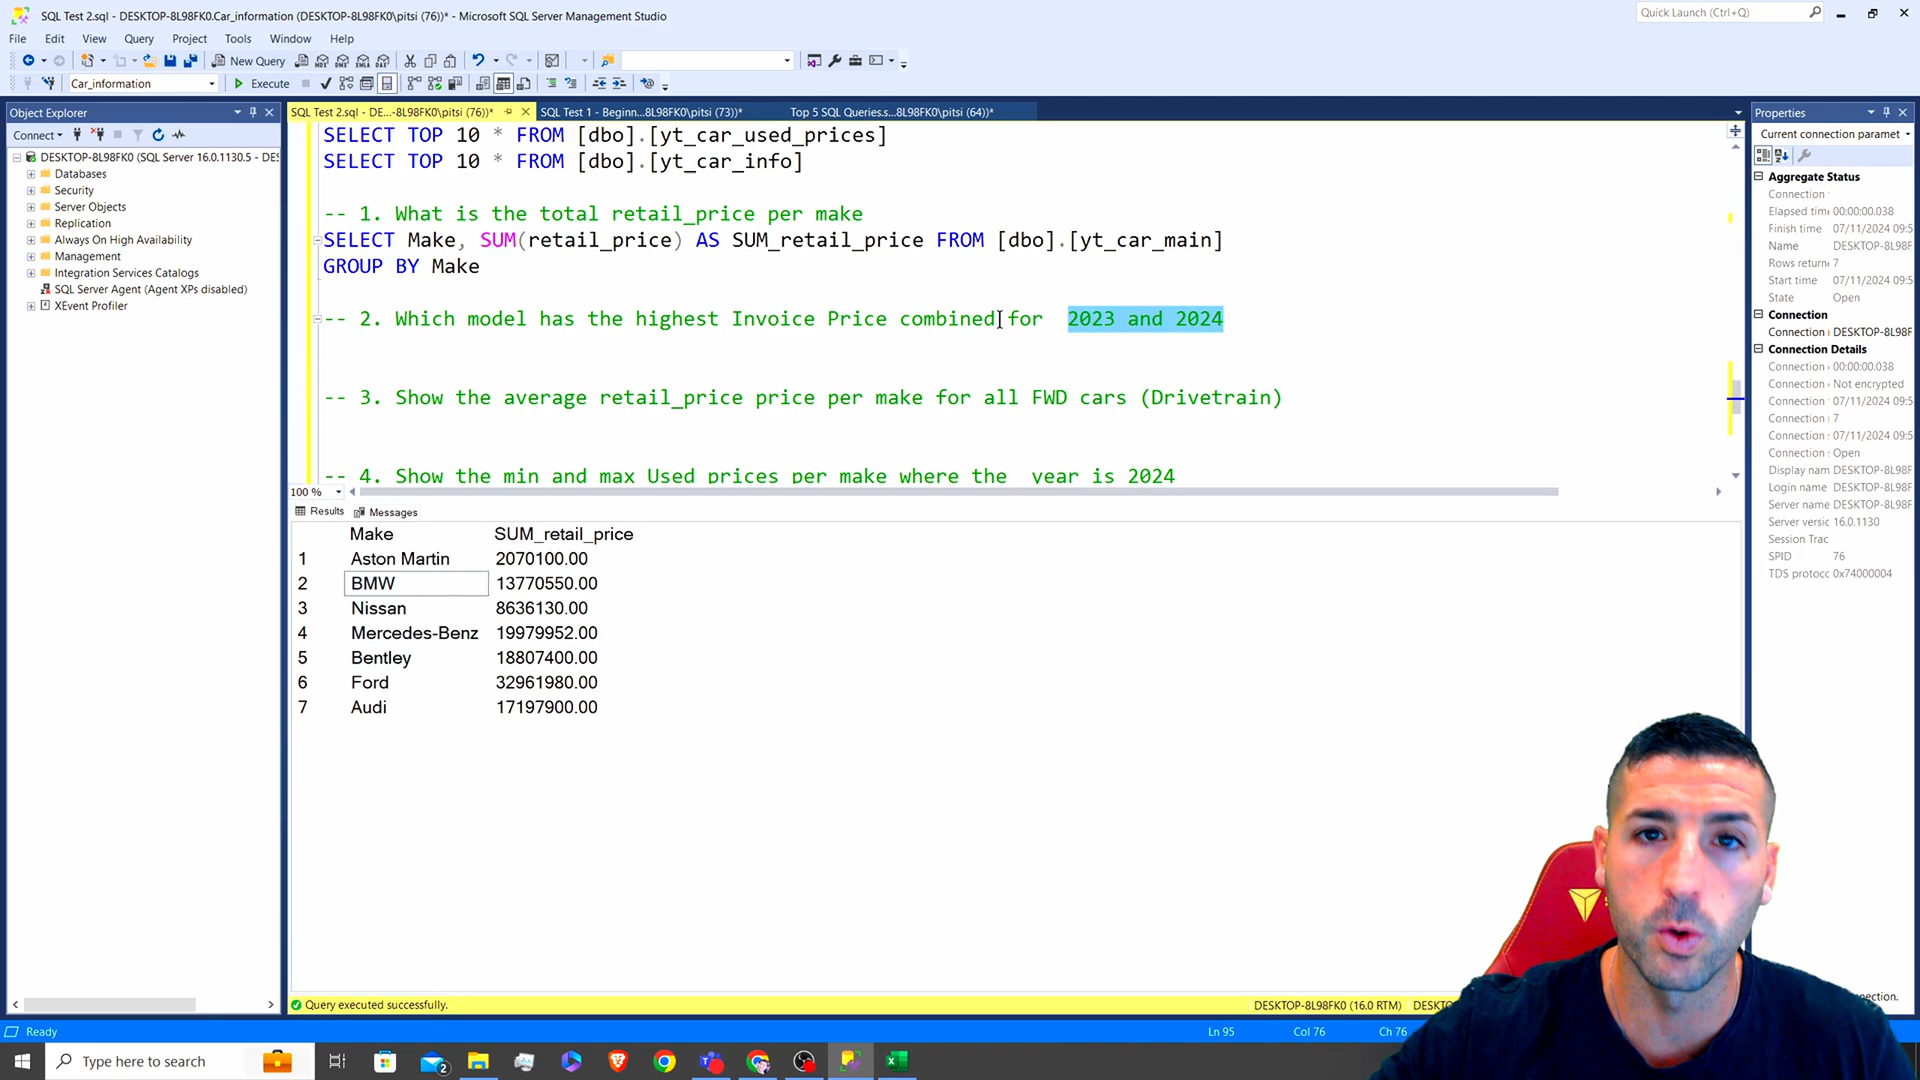 SQL Test 2.sql - DESKTOP-8L98FK0.Car_information (DESKTOP-8L98FK0\pitsi (76))* - Microsoft SQL Server Management Studio
Quick Launch (Ctrl+Q)
File Edit View Query Project Tools Window Help
New Query
Car_information
Execute
Object Explorer
Connect
DESKTOP-8L98FK0 (SQL Server 16.0.1130.5 - DES
Databases
Security
Server Objects
Replication
Always On High Availability
Management
Integration Services Catalogs
SQL Server Agent (Agent XPs disabled)
XEvent Profiler
SQL Test 2.sql - DE...-8L98FK0\pitsi (76))*
SQL Test 1 - Beginn...8L98FK0\pitsi (73))*
Top 5 SQL Queries.s...8L98FK0\pitsi (64))*
SELECT TOP 10 * FROM [dbo].[yt_car_used_prices]
SELECT TOP 10 * FROM [dbo].[yt_car_info]
-- 1. What is the total retail_price per make
SELECT Make, SUM(retail_price) AS SUM_retail_price FROM [dbo].[yt_car_main]
GROUP BY Make
-- 2. Which model has the highest Invoice Price combined for 2023 and 2024
-- 3. Show the average retail_price price per make for all FWD cars (Drivetrain)
-- 4. Show the min and max Used prices per make where the year is 2024
100 %
Results Messages
Make SUM_retail_price
1 Aston Martin 2070100.00
2 BMW 13770550.00
3 Nissan 8636130.00
4 Mercedes-Benz 19979952.00
5 Bentley 18807400.00
6 Ford 32961980.00
7 Audi 17197900.00
Properties
Current connection paramet
Aggregate Status
Connection
Elapsed time 00:00:00.038
Finish time 07/11/2024 09:5
Name DESKTOP-8L98F
Rows return 7
Start time 07/11/2024 09:5
State Open
Connection
Connection DESKTOP-8L98F
Connection Details
Connection 00:00:00.038
Connection Not encrypted
Connection 07/11/2024 09:5
Connection 7
Connection 07/11/2024 09:5
Connection Open
Display nam DESKTOP-8L98F
Login name DESKTOP-8L98F
Server name DESKTOP-8L98F
Server versic 16.0.1130
Session Trac
SPID 76
TDS protocc 0x74000004
nection.
Query executed successfully.
DESKTOP-8L98FK0 (16.0 RTM)
DESKTO
Ready
Ln 95
Col 76
Ch 76
Type here to search
2